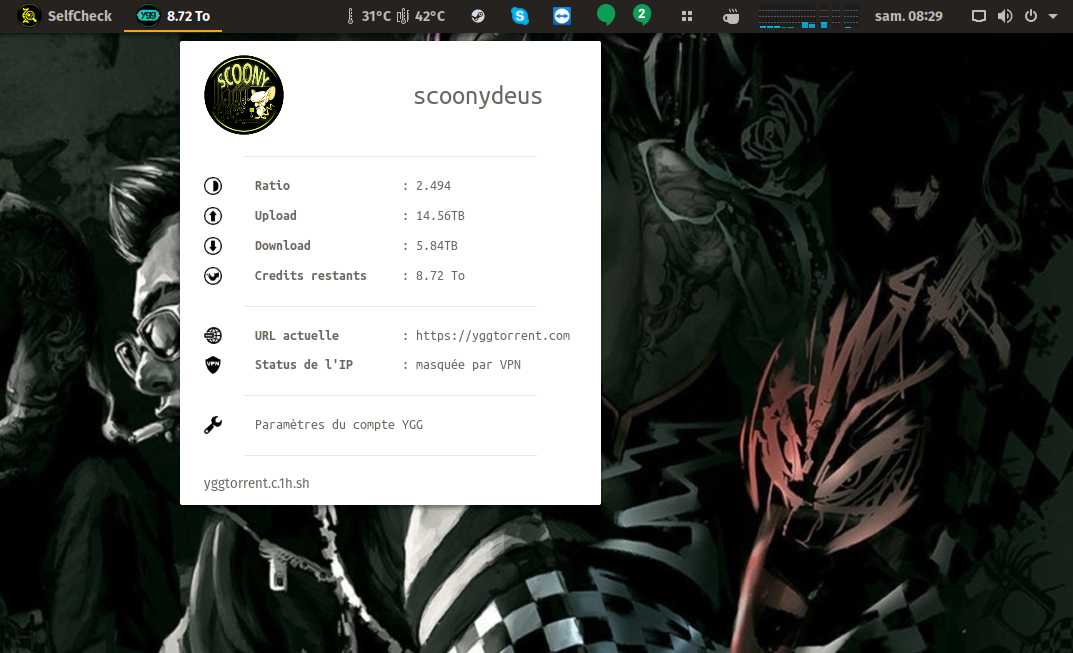 SelfCheck
YGG 8.72 To
31°C 42°C
2
sam. 08:29
SCOONY
scoonydeus
Ratio : 2.494
Upload : 14.56TB
Download : 5.84TB
Credits restants : 8.72 To
URL actuelle : https://yggtorrent.com
VPN Status de l'IP : masquée par VPN
Paramètres du compte YGG
yggtorrent.c.1h.sh